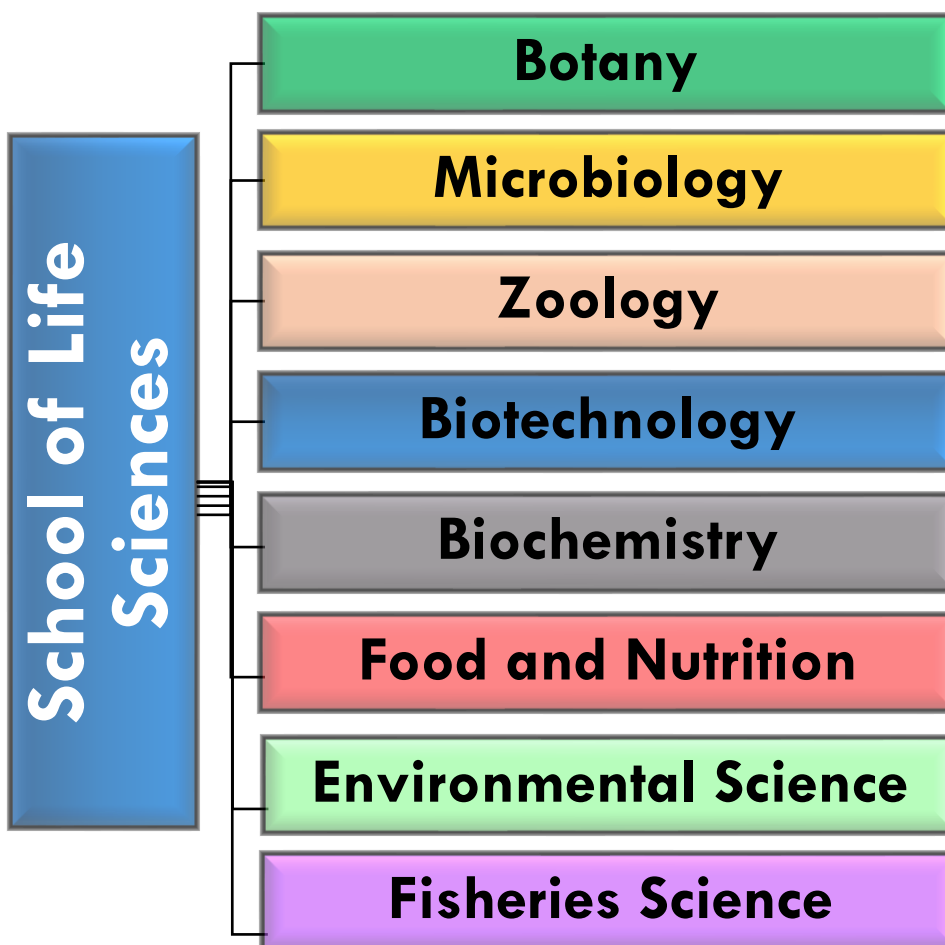 School of Life
Sciences
Botany
Microbiology
Zoology
Biotechnology
Biochemistry
Food and Nutrition
Environmental Science
Fisheries Science